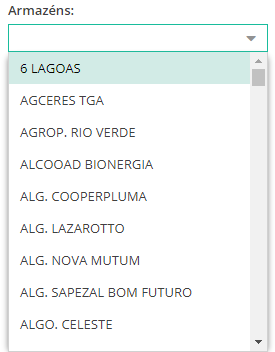 Armazéns:
6 LAGOAS
AGCERES TGA
AGROP. RIO VERDE
ALCOOAD BIONERGIA
ALG. COOPERPLUMA
ALG. LAZAROTTO
ALG. NOVA MUTUM
ALG. SAPEZAL BOM FUTURO
ALGO. CELESTE